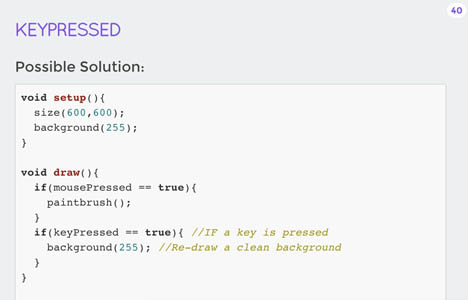 40
KEYPRESSED
Possible Solution:
void setup(){
  size(600,600);
  background(255);
}
void draw(){
  if(mousePressed == true){
    paintbrush();
  }
  if(keyPressed == true){ //IF a key is pressed
    background(255); //Re-draw a clean background
  }
}